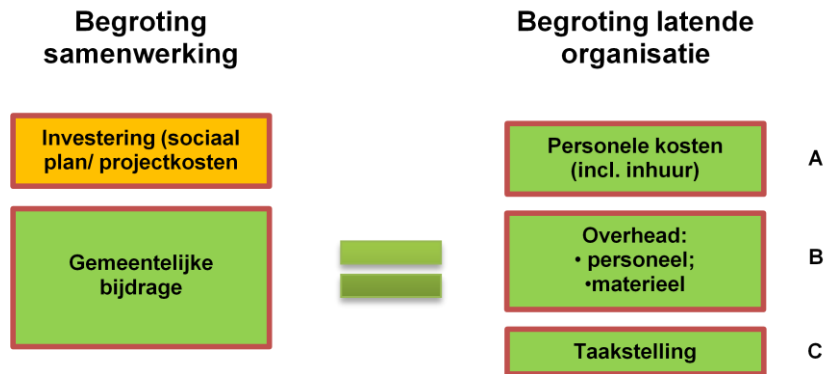 Begroting
samenwerking
Investering (sociaal
plan/ projectkosten
Gemeentelijke
bijdrage
Begroting latende
organisatie
Personele kosten
(incl. inhuur)
A
Overhead:
• personeel;
•materieel
B
Taakstelling
C